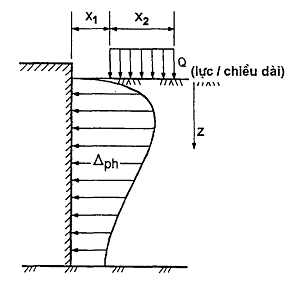 X1 X2
Q (lực / chiều dài)
Z
Δph